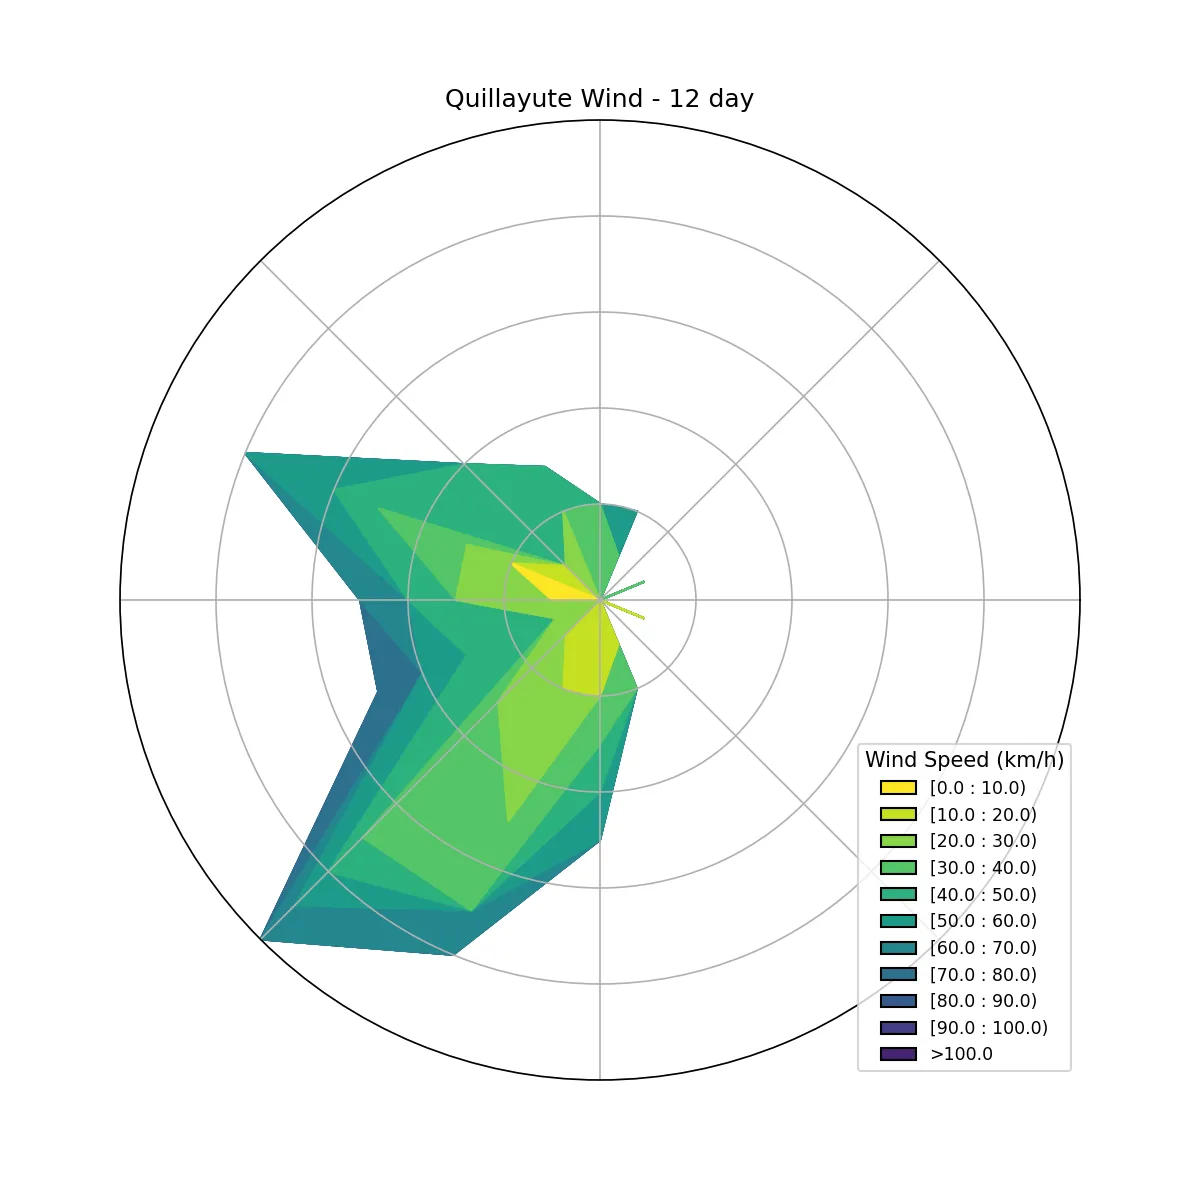 Quillayute Wind - 12 day
Wind Speed (km/h)
[0.0 : 10.0)
[10.0 : 20.0)
[20.0 : 30.0)
[30.0 : 40.0)
[40.0 : 50.0)
[50.0 : 60.0)
[60.0 : 70.0)
[70.0 : 80.0)
[80.0 : 90.0)
[90.0 : 100.0)
>100.0